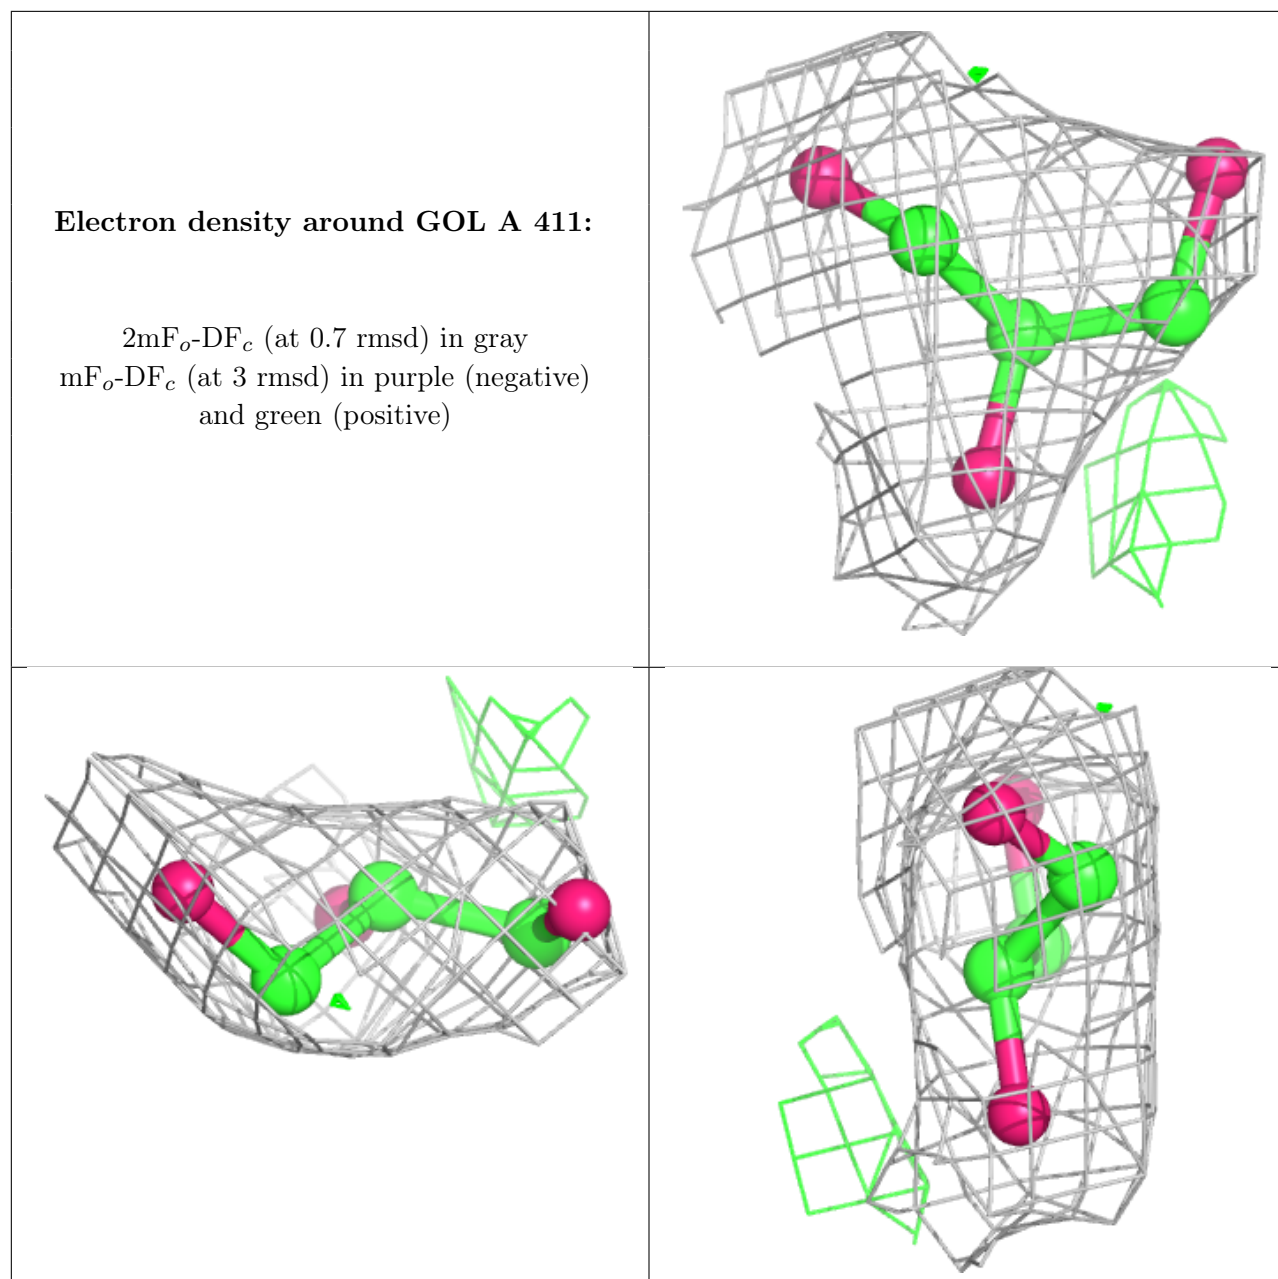 Electron density around GOL A 411:
2mFₒ-DF𝒸 (at 0.7 rmsd) in gray
mFₒ-DF𝒸 (at 3 rmsd) in purple (negative)
and green (positive)